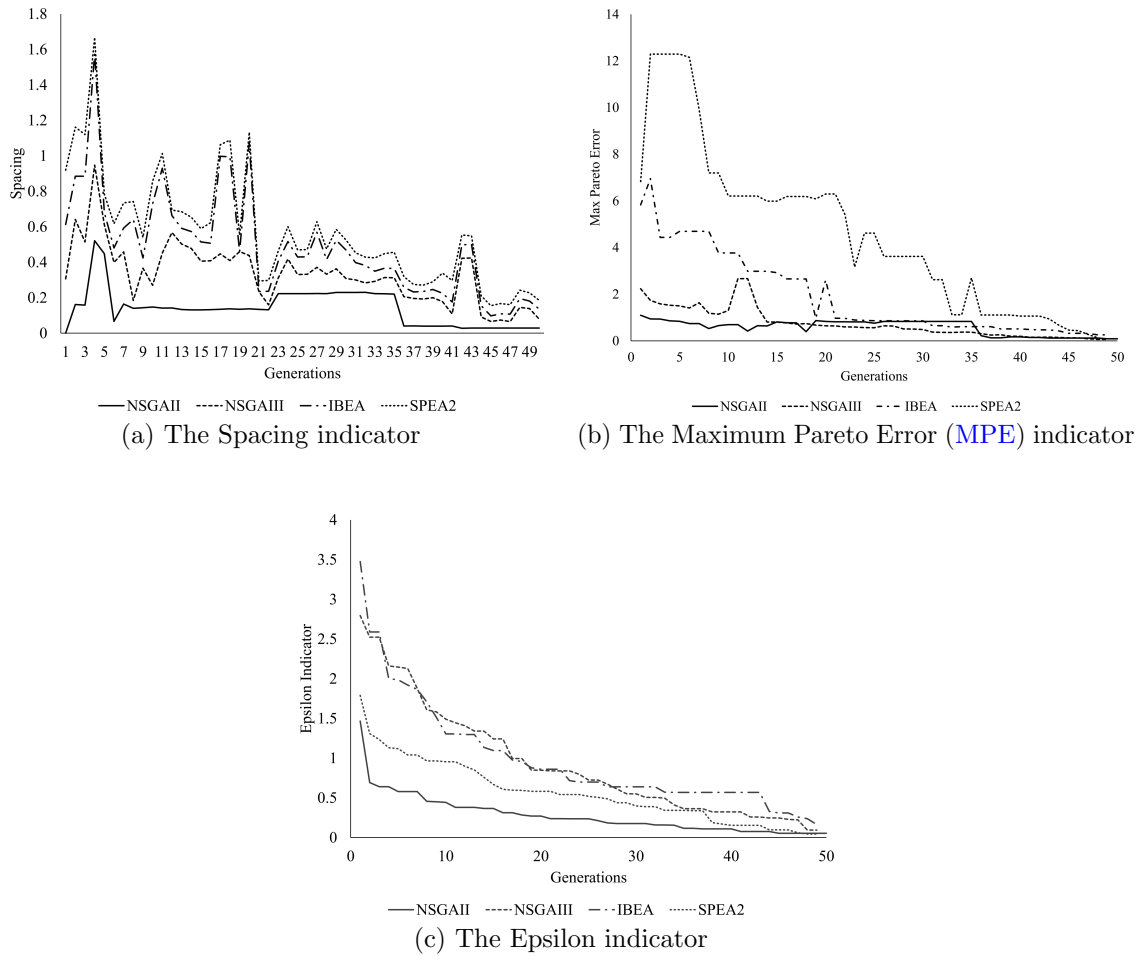 1.8
1.6
1.4
1.2
1
0.8
0.6
0.4
0.2
0
Spacing
1 3 5 7 9 11 13 15 17 19 21 23 25 27 29 31 33 35 37 39 41 43 45 47 49
Generations
NSGAII NSGAIII IBEA SPEA2
(a) The Spacing indicator
14
12
10
8
6
4
2
0
Max Pareto Error
0 5 10 15 20 25 30 35 40 45 50
Generations
NSGAII NSGAIII IBEA SPEA2
(b) The Maximum Pareto Error (MPE) indicator
4
3.5
3
2.5
2
1.5
1
0.5
0
Epsilon Indicator
0 10 20 30 40 50
Generations
NSGAII NSGAIII IBEA SPEA2
(c) The Epsilon indicator